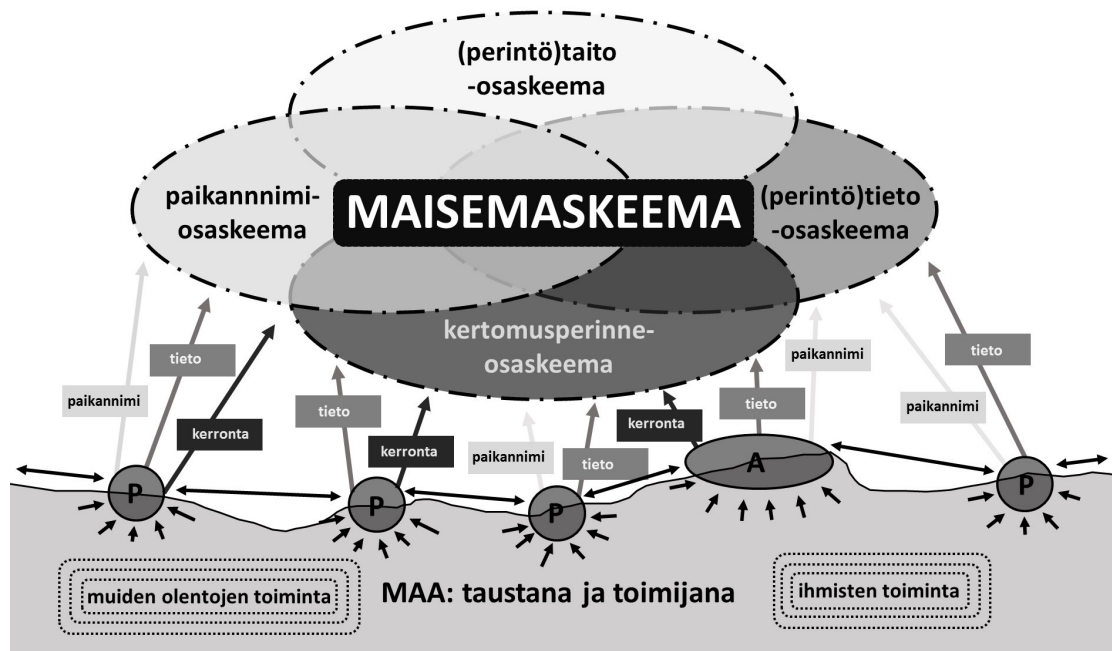 (perintö)taito
-osaskeema
paikannnimi-
osaskeema
MAISEMASKEEMA
(perintö)tieto
-osaskeema
kertomusperinne-
osaskeema
paikannimi
tieto
kerronta
tieto
kerronta
paikannimi
tieto
kerronta
tieto
paikannimi
paikannimi
tieto
P
P
P
A
P
muiden olentojen toiminta
MAA: taustana ja toimijana
ihmisten toiminta